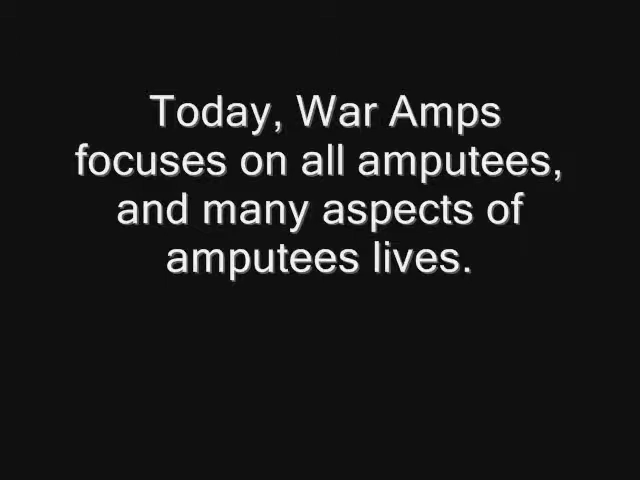 Today, War Amps
focuses on all amputees,
and many aspects of
amputees lives.